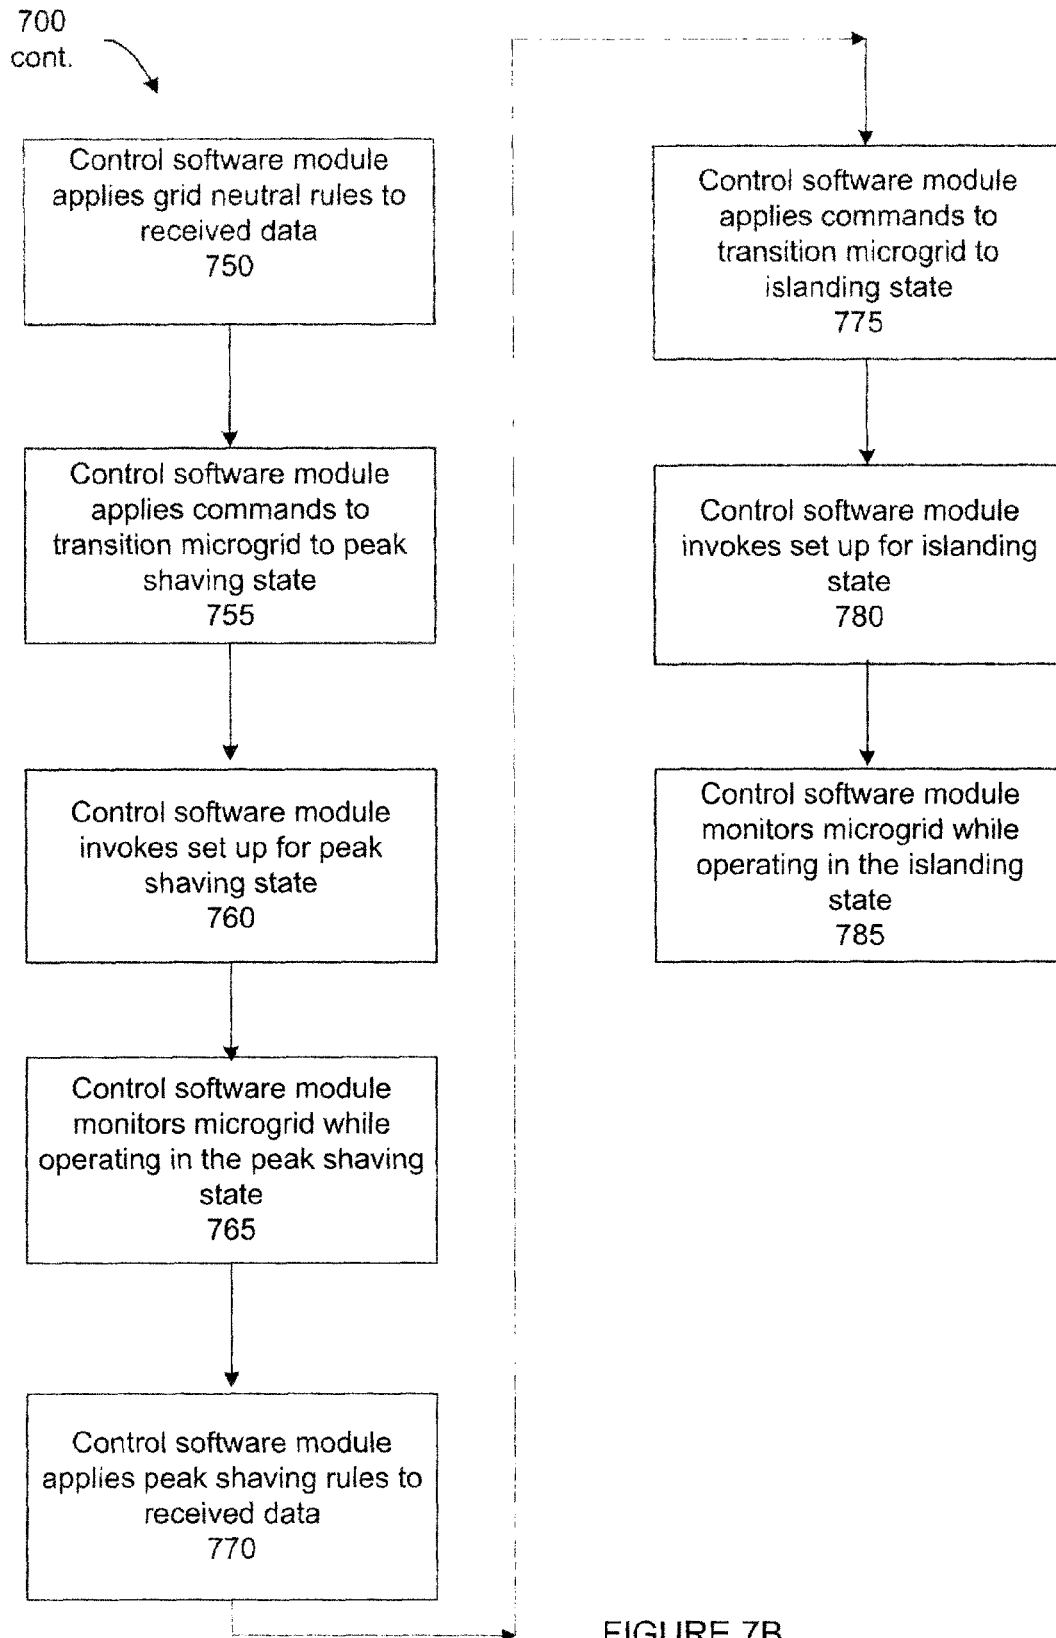 700
cont.
Control software module
applies grid neutral rules to
received data
750
Control software module
applies commands to
transition microgrid to peak
shaving state
755
Control software module
invokes set up for peak
shaving state
760
Control software module
monitors microgrid while
operating in the peak shaving
state
765
Control software module
applies peak shaving rules to
received data
770
Control software module
applies commands to
transition microgrid to
islanding state
775
Control software module
invokes set up for islanding
state
780
Control software module
monitors microgrid while
operating in the islanding
state
785
FIGURE 7B